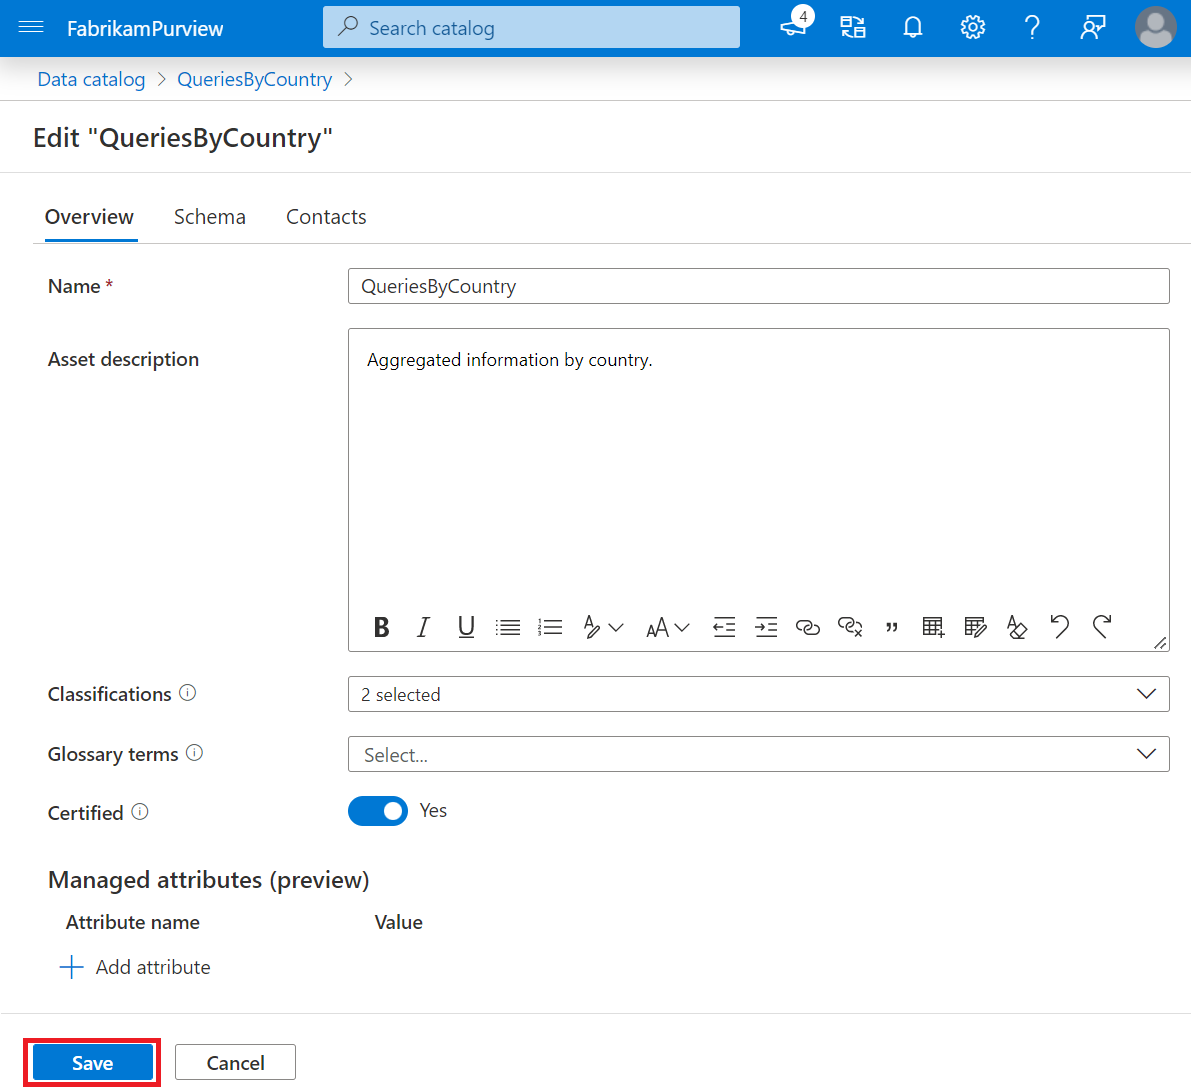 FabrikamPurview
Search catalog
4
Data catalog > QueriesByCountry >
Edit "QueriesByCountry"
Overview Schema Contacts
Name *
QueriesByCountry
Asset description
Aggregated information by country.
Classifications
2 selected
Glossary terms
Select...
Certified
Yes
Managed attributes (preview)
Attribute name Value
Add attribute
Save Cancel